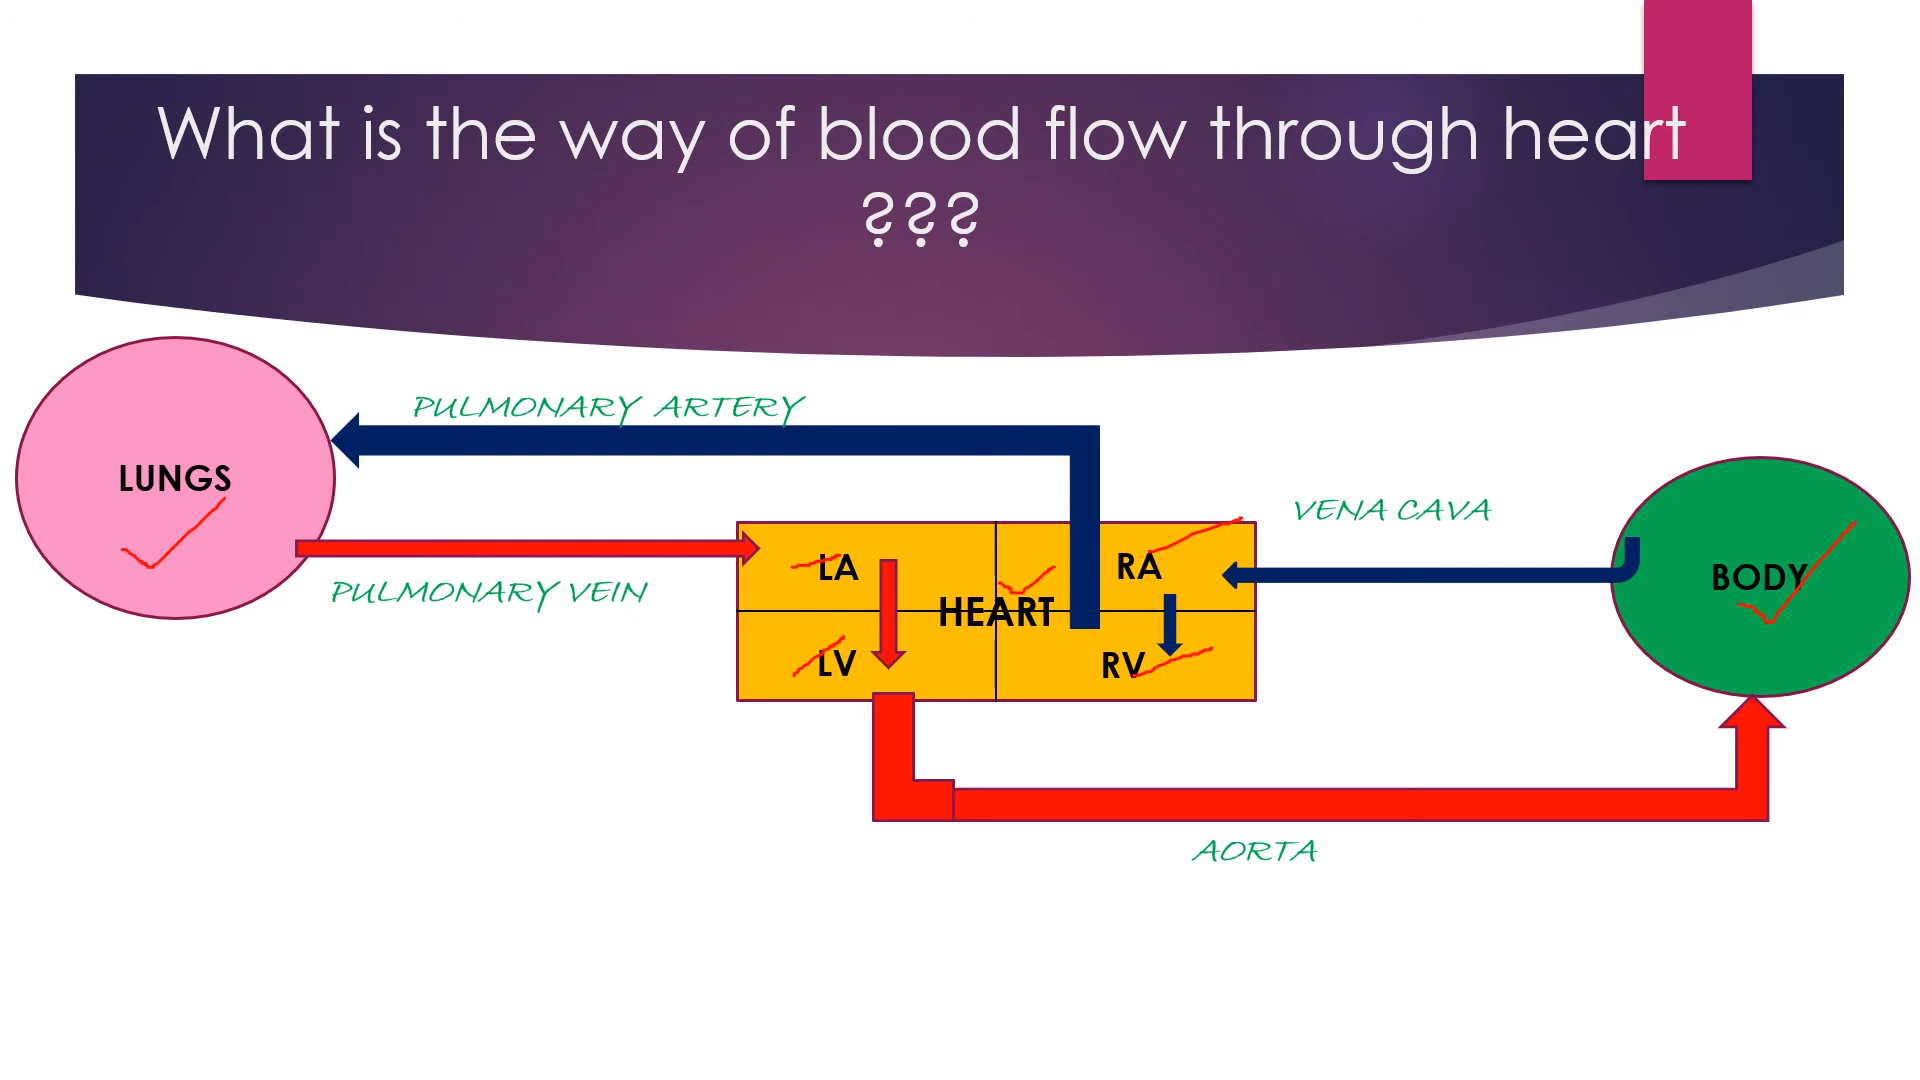 What is the way of blood flow through heart
???
PULMONARY ARTERY
LUNGS
PULMONARY VEIN
LA
RA
HEART
LV
RV
VENA CAVA
BODY
AORTA